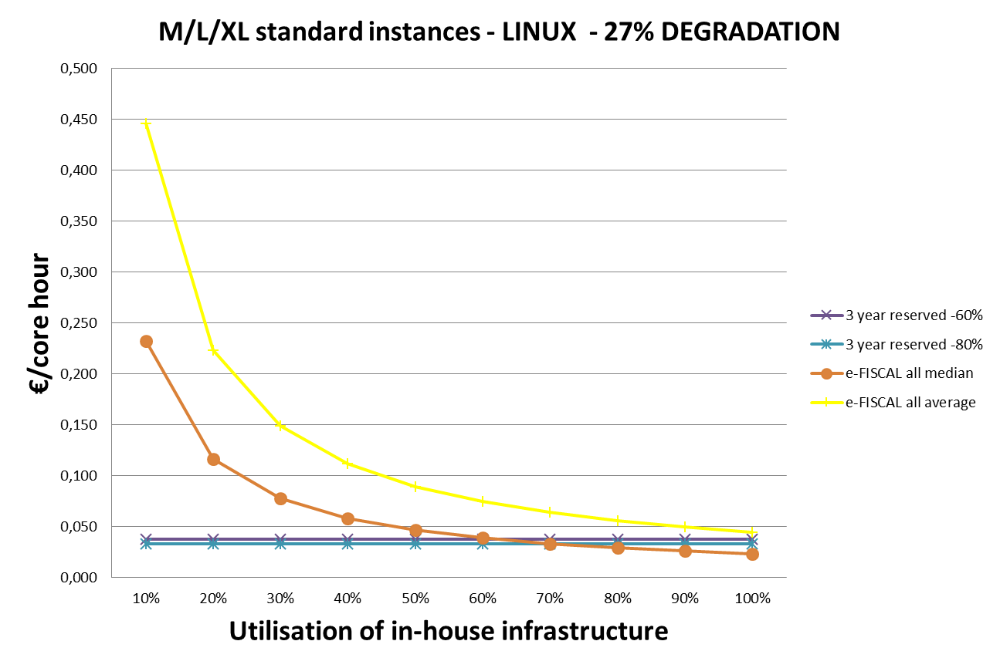 M/L/XL standard instances - LINUX  - 27% DEGRADATION
0,500
0,450
0,400
0,350
0,300
0,250
0,200
0,150
0,100
0,050
0,000
€/core hour
10% 20% 30% 40% 50% 60% 70% 80% 90% 100%
Utilisation of in-house infrastructure
3 year reserved -60%
3 year reserved -80%
e-FISCAL all median
e-FISCAL all average